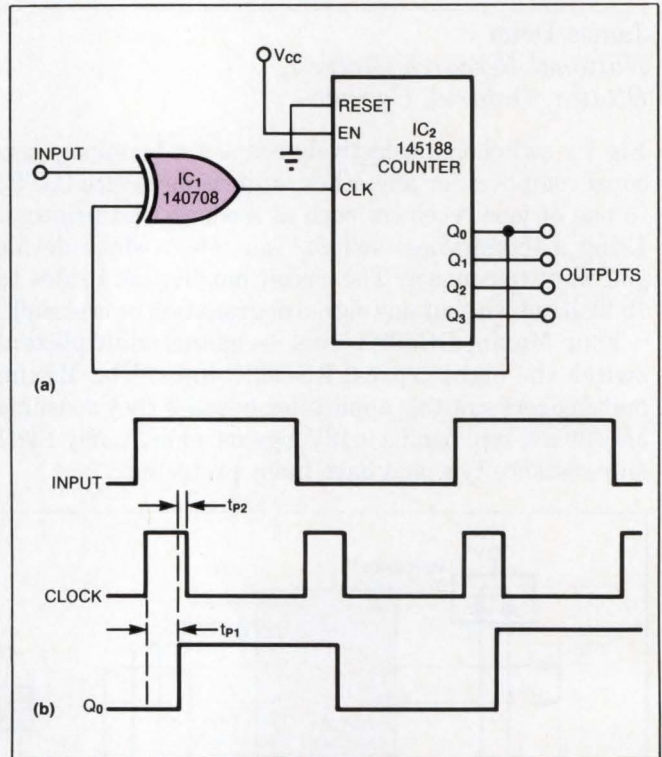 VCC
RESET
EN
IC2
145188
COUNTER
CLK
INPUT
IC1
140708
Q0
Q1
Q2
Q3
OUTPUTS
(a)
INPUT
tP2
CLOCK
tP1
Q0
(b)